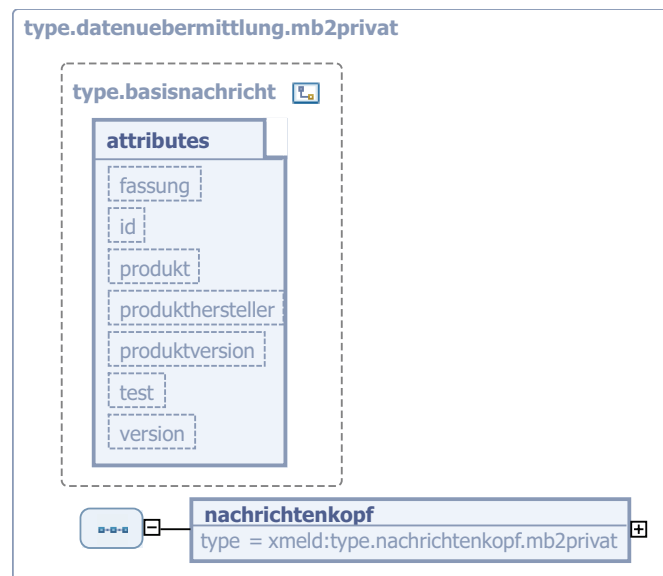 type.datenuebermittlung.mb2privat
type.basisnachricht
attributes
fassung
id
produkt
produkthersteller
produktversion
test
version
nachrichtenkopf
type = xmeld:type.nachrichtenkopf.mb2privat